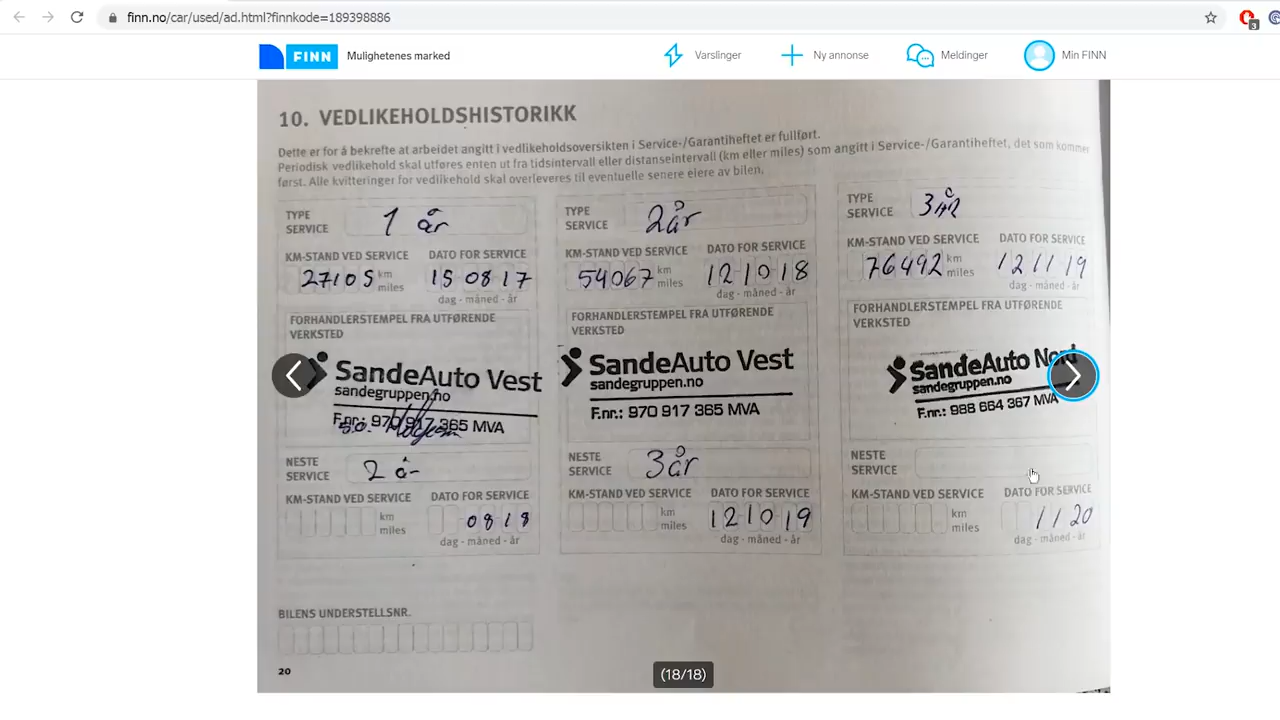 finn.no/car/used/ad.html?finnkode=189398886
3
FINN
Mulighetenes marked
Varslinger
Ny annonse
Meldinger
Min FINN
10. VEDLIKEHOLDSHISTORIKK
Dette er for å bekrefte at arbeidet angitt i vedlikeholdsoversikten i Service-/Garantiheftet er fullført.
Periodisk vedlikehold skal utføres enten ut fra tidsintervall eller distanseintervall (km eller miles) som angitt i Service-/Garantiheftet, det som kommer
først. Alle kvitteringer for vedlikehold skal overleveres til eventuelle senere eiere av bilen.
TYPE
SERVICE
1 år
KM-STAND VED SERVICE
DATO FOR SERVICE
27105 km
miles
15 08 17
dag - måned - år
FORHANDLERSTEMPEL FRA UTFØRENDE
VERKSTED
SandeAuto Vest
sandegruppen.no
F.nr.: 970 917 365 MVA
NESTE
SERVICE
2 år
KM-STAND VED SERVICE
DATO FOR SERVICE
km
miles
08 18
dag - måned - år
TYPE
SERVICE
2 år
KM-STAND VED SERVICE
DATO FOR SERVICE
54067 km
miles
12 10 18
dag - måned - år
FORHANDLERSTEMPEL FRA UTFØRENDE
VERKSTED
SandeAuto Vest
sandegruppen.no
F.nr.: 970 917 365 MVA
NESTE
SERVICE
3 år
KM-STAND VED SERVICE
DATO FOR SERVICE
km
miles
12 10 19
dag - måned - år
TYPE
SERVICE
3 år
KM-STAND VED SERVICE
DATO FOR SERVICE
76492 km
miles
12 11 19
dag - måned - år
FORHANDLERSTEMPEL FRA UTFØRENDE
VERKSTED
SandeAuto Nord
sandegruppen.no
F.nr.: 988 664 367 MVA
NESTE
SERVICE
KM-STAND VED SERVICE
DATO FOR SERVICE
km
miles
11 20
dag - måned - år
BILENS UNDERSTELLSNR.
20
(18/18)